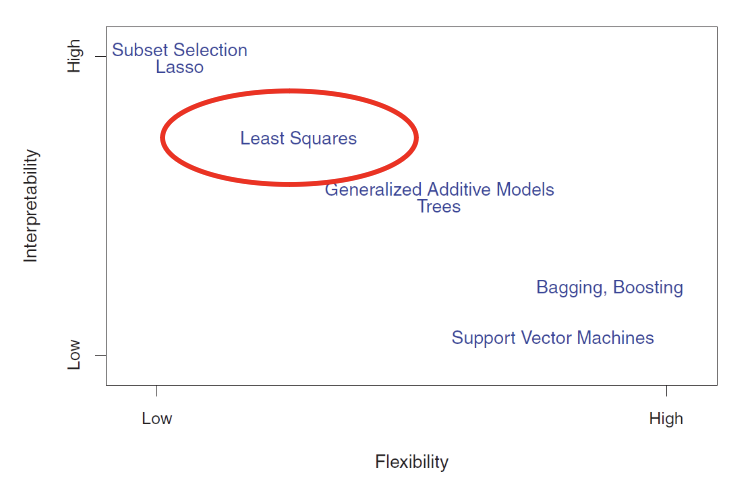 High
Subset Selection
Lasso
Least Squares
Interpretability
Generalized Additive Models
Trees
Bagging, Boosting
Support Vector Machines
Low
Low
High
Flexibility